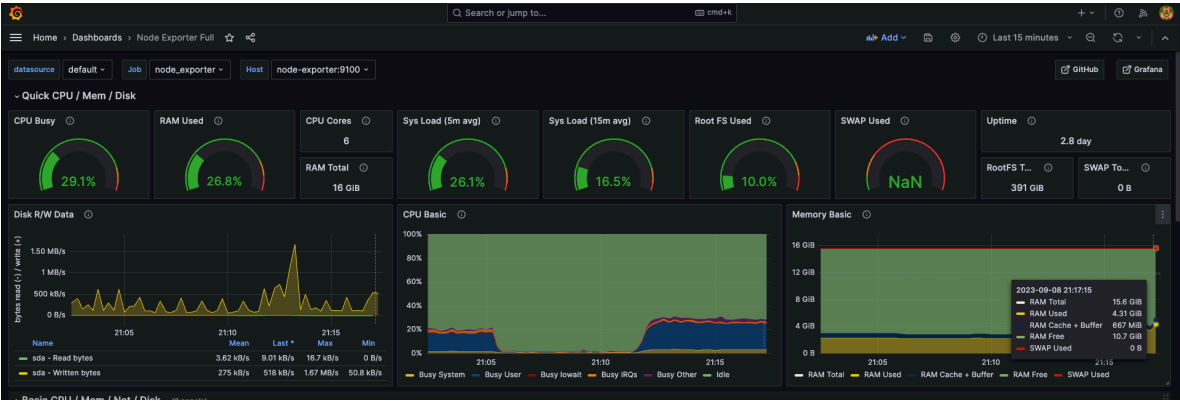 Search or jump to...
cmd+k
Home › Dashboards › Node Exporter Full
Add
Last 15 minutes
datasource default Job node_exporter Host node-exporter:9100
GitHub
Grafana
Quick CPU / Mem / Disk
CPU Busy
29.1%
RAM Used
26.8%
CPU Cores
6
RAM Total
16 GiB
Sys Load (5m avg)
26.1%
Sys Load (15m avg)
16.5%
Root FS Used
10.0%
SWAP Used
NaN
Uptime
2.8 day
RootFS T...
391 GiB
SWAP To...
0 B
Disk R/W Data
bytes read (-) / write (+)
1.50 MB/s
1 MB/s
500 kB/s
0 B/s
21:05 21:10 21:15
Name Mean Last * Max Min
sda - Read bytes 3.62 kB/s 9.01 kB/s 16.7 kB/s 0 B/s
sda - Written bytes 275 kB/s 518 kB/s 1.67 MB/s 50.8 kB/s
CPU Basic
100%
80%
60%
40%
20%
0%
21:05 21:10 21:15
Busy System Busy User Busy Iowait Busy IRQs Busy Other Idle
Memory Basic
16 GiB
12 GiB
8 GiB
4 GiB
0 B
21:05 21:10 21:15
2023-09-08 21:17:15
RAM Total 15.6 GiB
RAM Used 4.31 GiB
RAM Cache + Buffer 667 MiB
RAM Free 10.7 GiB
SWAP Used 0 B
RAM Total RAM Used RAM Cache + Buffer RAM Free SWAP Used
Basic CPU / Mem / Net / Disk